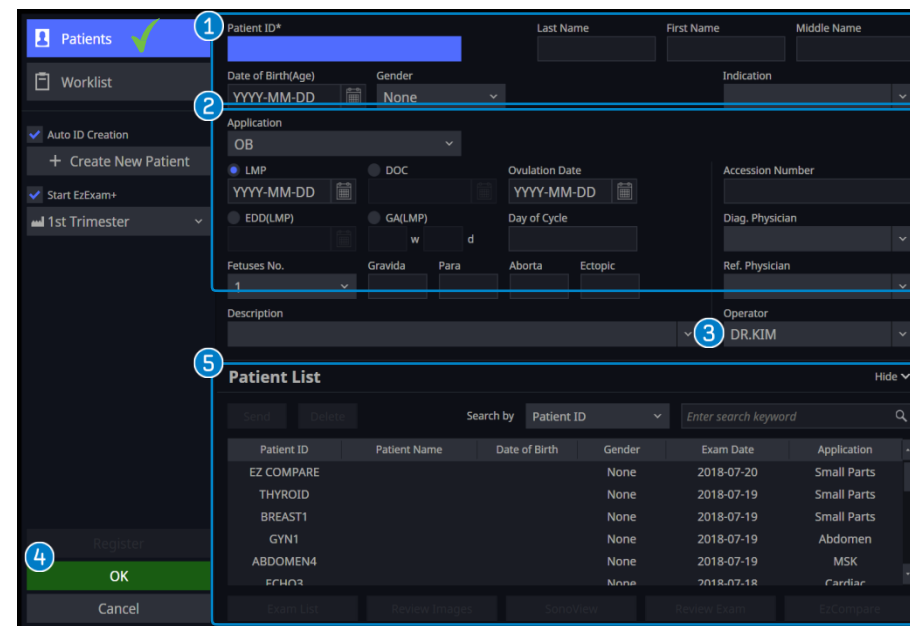 Patients
Worklist
Auto ID Creation
+ Create New Patient
Start EzExam+
1st Trimester
Register
4
OK
Cancel
1
Patient ID* Last Name First Name Middle Name
Date of Birth(Age) Gender Indication
YYYY-MM-DD None
2
Application
OB
LMP DOC Ovulation Date Accession Number
YYYY-MM-DD YYYY-MM-DD
EDD(LMP) GA(LMP) Day of Cycle Diag. Physician
w d
Fetuses No. Gravida Para Aborta Ectopic Ref. Physician
1
Description Operator
3 DR.KIM
5
Patient List Hide
Send Delete Search by Patient ID Enter search keyword
Patient ID Patient Name Date of Birth Gender Exam Date Application
EZ COMPARE None 2018-07-20 Small Parts
THYROID None 2018-07-19 Small Parts
BREAST1 None 2018-07-19 Small Parts
GYN1 None 2018-07-19 Abdomen
ABDOMEN4 None 2018-07-19 MSK
ECHO3 None 2018-07-18 Cardiac
Exam List Review Images SonoView Review Exam EzCompare